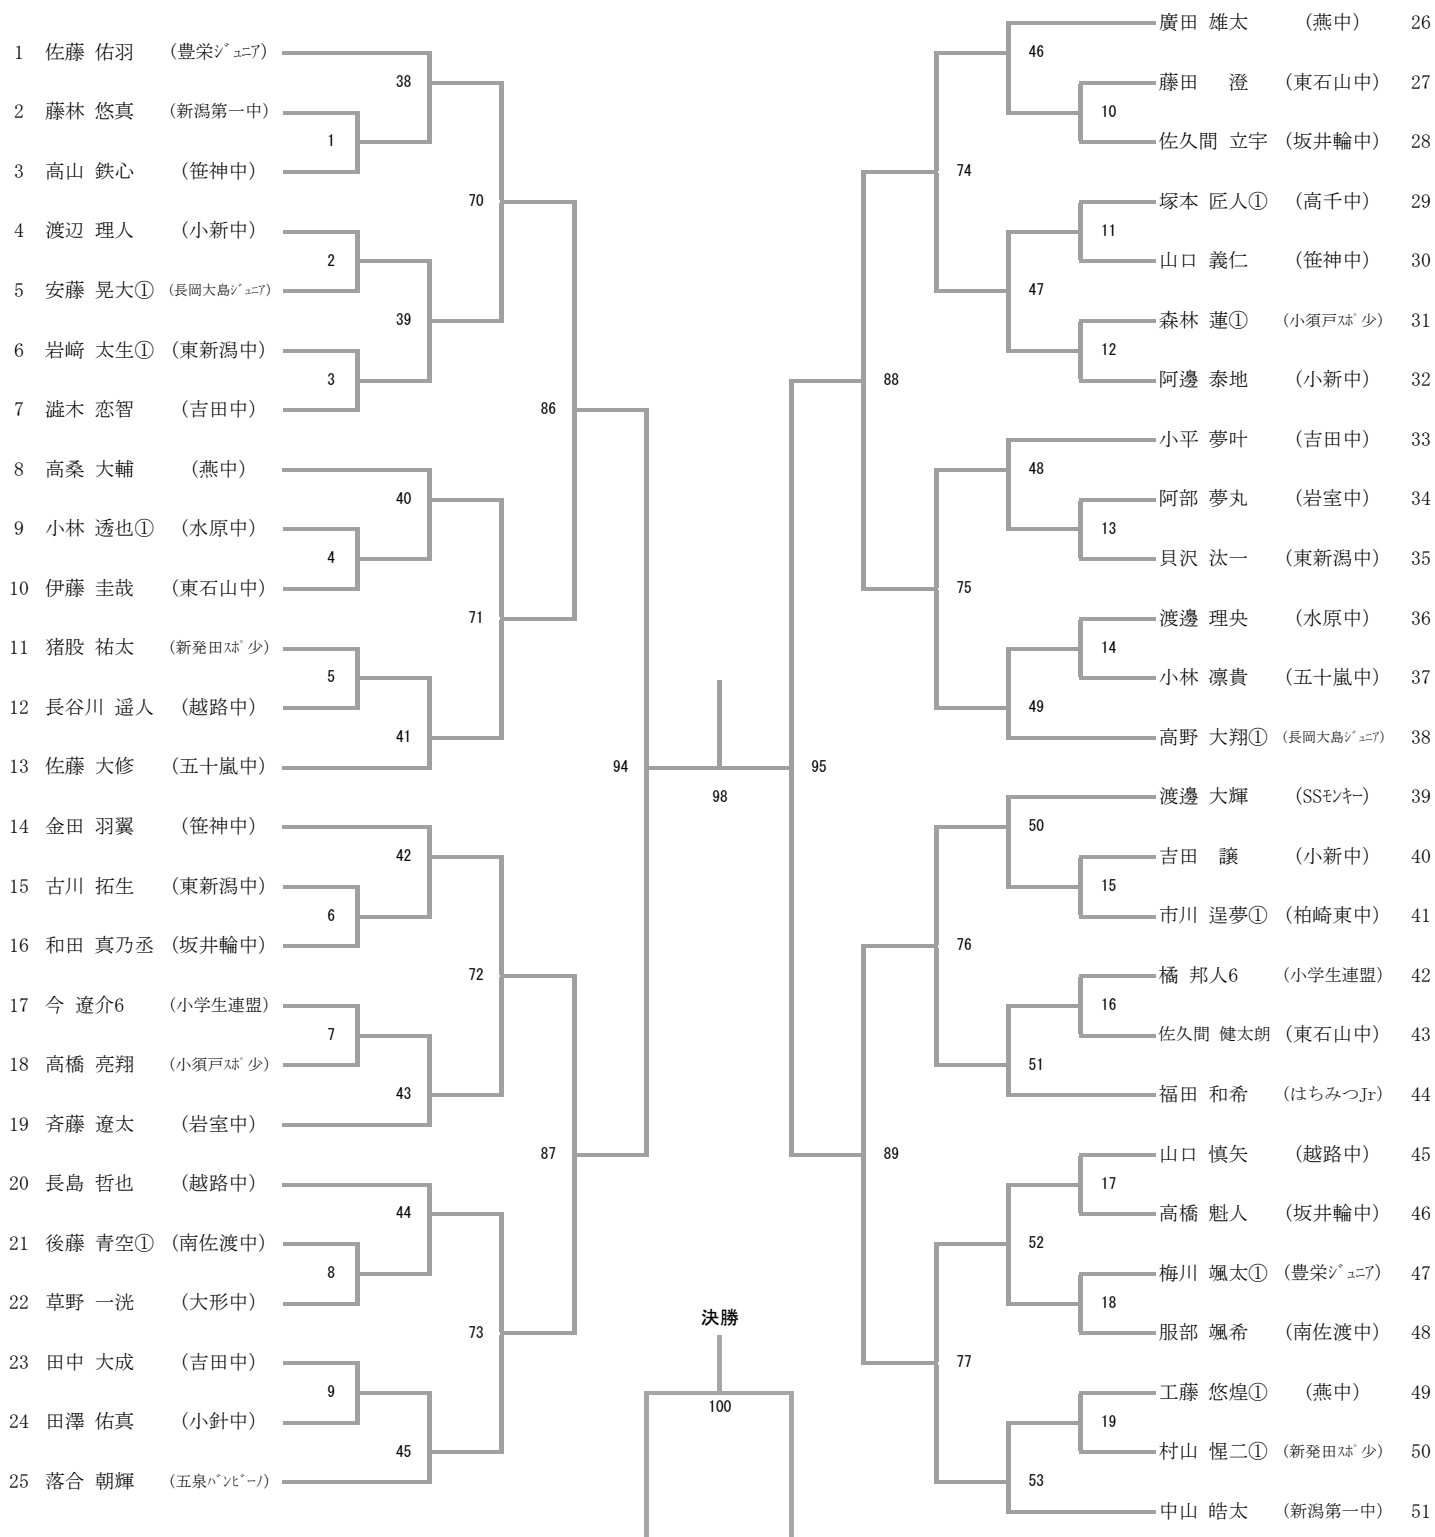 1 佐藤 佑羽 (豊栄ｼﾞｭﾆｱ)
38
2 藤林 悠真 (新潟第一中)
1
3 高山 鉄心 (笹神中)
70
4 渡辺 理人 (小新中)
2
5 安藤 晃大① (長岡大島ｼﾞｭﾆｱ)
39
6 岩﨑 太生① (東新潟中)
3
7 澁木 恋智 (吉田中)
86
8 高桑 大輔 (燕中)
40
9 小林 透也① (水原中)
4
10 伊藤 圭哉 (東石山中)
71
11 猪股 祐太 (新発田ｽﾎﾟ少)
5
12 長谷川 遥人 (越路中)
41
13 佐藤 大修 (五十嵐中)
94
14 金田 羽翼 (笹神中)
42
15 古川 拓生 (東新潟中)
6
16 和田 真乃丞 (坂井輪中)
72
17 今 遼介6 (小学生連盟)
7
18 高橋 亮翔 (小須戸ｽﾎﾟ少)
43
19 斉藤 遼太 (岩室中)
87
20 長島 哲也 (越路中)
44
21 後藤 青空① (南佐渡中)
8
22 草野 一洸 (大形中)
73
23 田中 大成 (吉田中)
9
24 田澤 佑真 (小針中)
45
25 落合 朝輝 (五泉ﾊﾞﾝﾋﾞｰﾉ)
98
決勝
100
廣田 雄太 (燕中) 26
46
藤田 澄 (東石山中) 27
10
佐久間 立宇 (坂井輪中) 28
74
塚本 匠人① (高千中) 29
11
山口 義仁 (笹神中) 30
47
森林 蓮① (小須戸ｽﾎﾟ少) 31
12
阿邊 泰地 (小新中) 32
88
小平 夢叶 (吉田中) 33
48
阿部 夢丸 (岩室中) 34
13
貝沢 汰一 (東新潟中) 35
75
渡邊 理央 (水原中) 36
14
小林 凛貴 (五十嵐中) 37
49
高野 大翔① (長岡大島ｼﾞｭﾆｱ) 38
95
渡邊 大輝 (SSﾓﾝｷｰ) 39
50
吉田 譲 (小新中) 40
15
市川 逞夢① (柏崎東中) 41
76
橘 邦人6 (小学生連盟) 42
16
佐久間 健太朗 (東石山中) 43
51
福田 和希 (はちみつJr) 44
89
山口 慎矢 (越路中) 45
17
高橋 魁人 (坂井輪中) 46
52
梅川 颯太① (豊栄ｼﾞｭﾆｱ) 47
18
服部 颯希 (南佐渡中) 48
77
工藤 悠煌① (燕中) 49
19
村山 惺二① (新発田ｽﾎﾟ少) 50
53
中山 皓太 (新潟第一中) 51